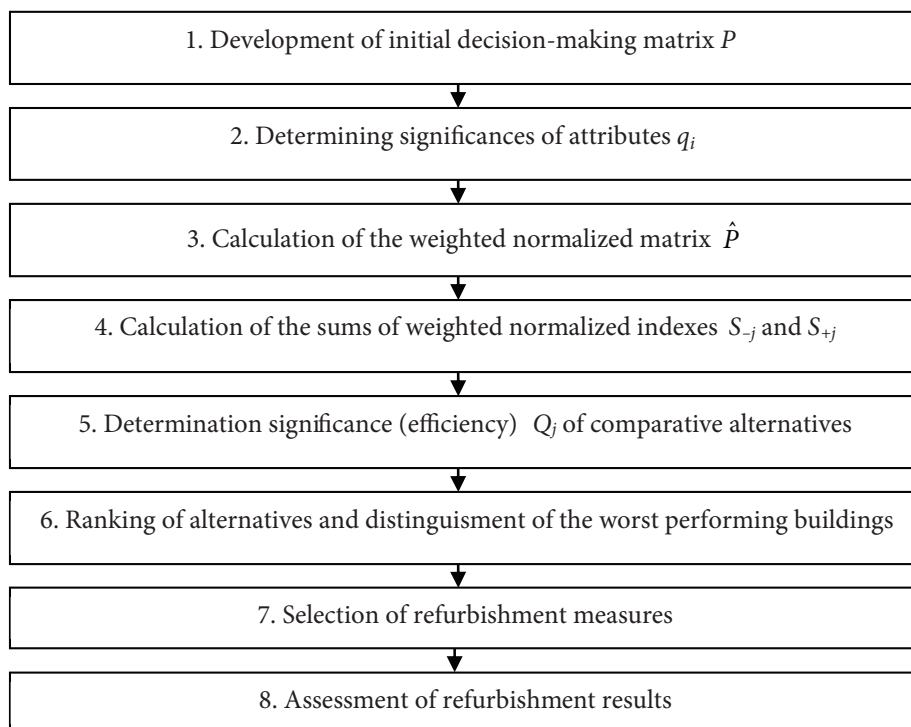 1. Development of initial decision-making matrix P
2. Determining significances of attributes qi
3. Calculation of the weighted normalized matrix P̂
4. Calculation of the sums of weighted normalized indexes S−j and S+j
5. Determination significance (efficiency) Qj of comparative alternatives
6. Ranking of alternatives and distinguisment of the worst performing buildings
7. Selection of refurbishment measures
8. Assessment of refurbishment results